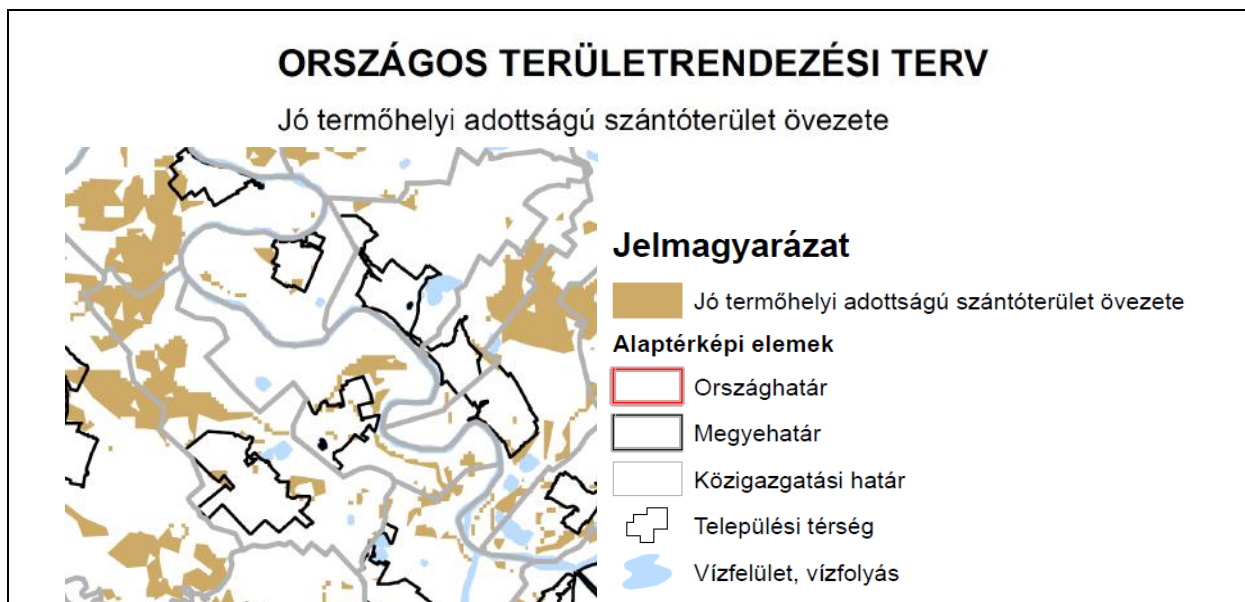 ORSZÁGOS TERÜLETRENDEZÉSI TERV
Jó termőhelyi adottságú szántóterület övezete
Jelmagyarázat
Jó termőhelyi adottságú szántóterület övezete
Alaptérképi elemek
Országhatár
Megyehatár
Közigazgatási határ
Települési térség
Vízfelület, vízfolyás